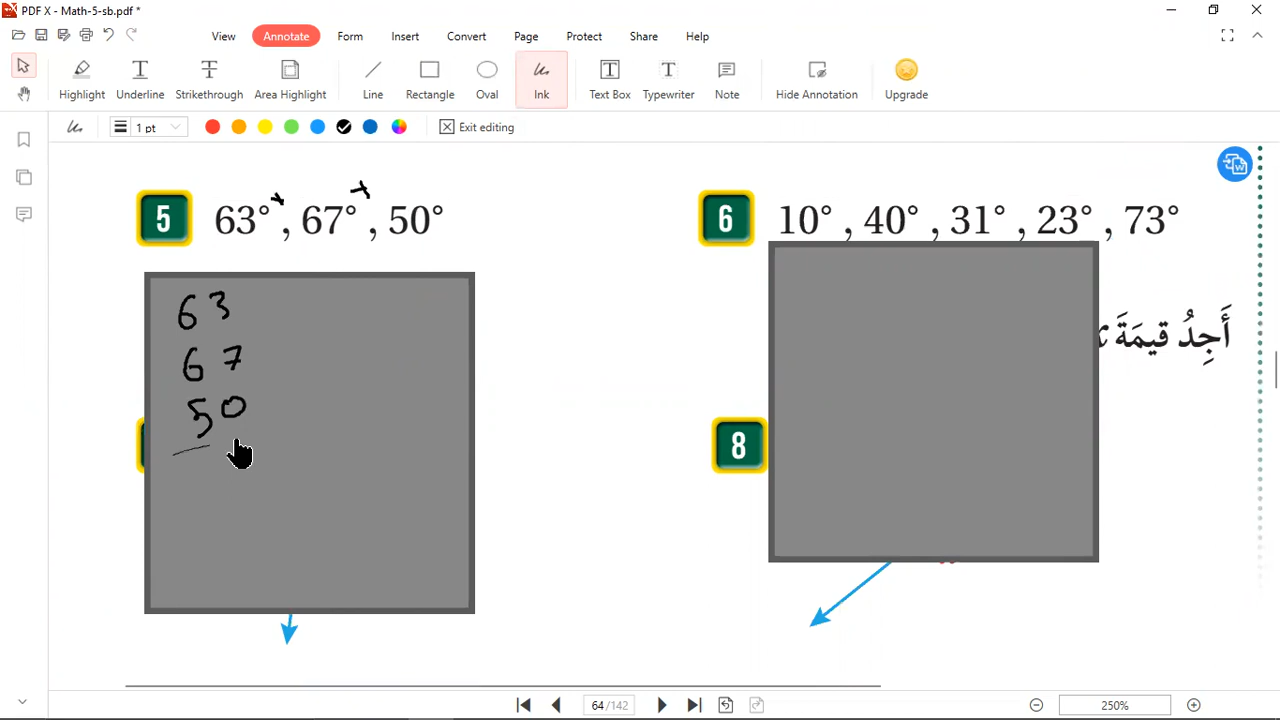 PDF X - Math-5-sb.pdf *
View Annotate Form Insert Convert Page Protect Share Help
Highlight Underline Strikethrough Area Highlight Line Rectangle Oval Ink Text Box Typewriter Note Hide Annotation Upgrade
1 pt Exit editing
5 63°+, 67°+, 50°
6 10°, 40°, 31°, 23°, 73°
63
67
50
أَجِدُ قيمَةَ
8
64 /142
250%